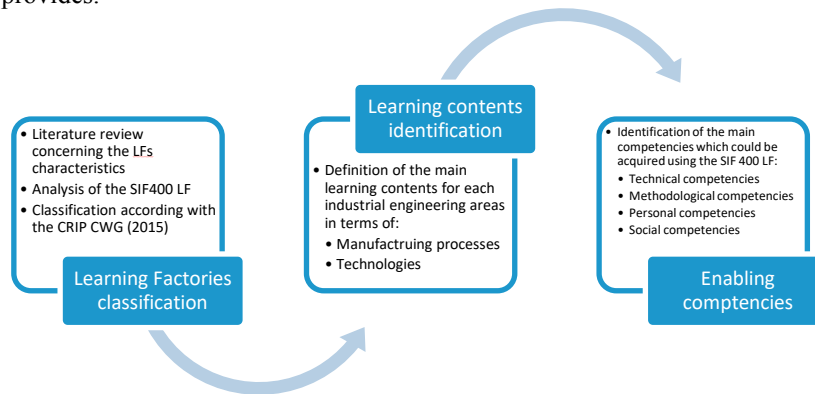 provides.
• Literature review
concerning the LFs
characteristics
• Analysis of the SIF400 LF
• Classification according with
the CRIP CWG (2015)
Learning Factories
classification
Learning contents
identification
• Definition of the main
learning contents for each
industrial engineering areas
in terms of:
• Manufactruing processes
• Technologies
• Identification of the main
competencies which could be
acquired using the SIF 400 LF:
• Technical competencies
• Methodological competencies
• Personal competencies
• Social competencies
Enabling
comptencies